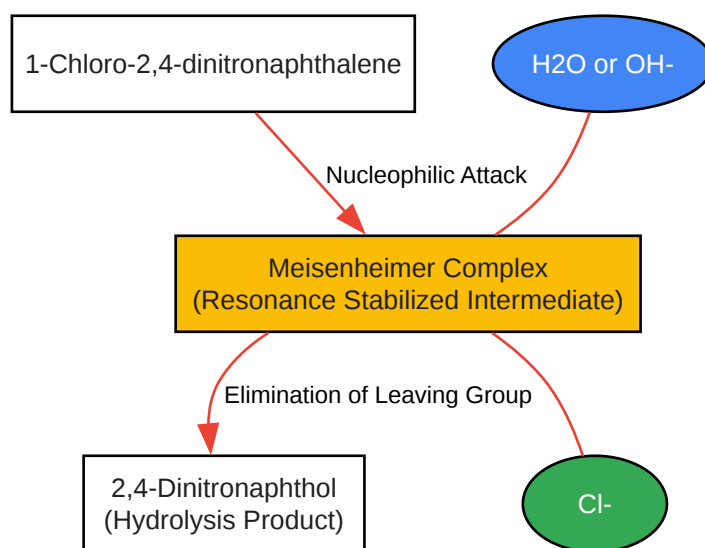 1-Chloro-2,4-dinitronaphthalene
H2O or OH-
Nucleophilic Attack
Meisenheimer Complex
(Resonance Stabilized Intermediate)
Elimination of Leaving Group
2,4-Dinitronaphthol
(Hydrolysis Product)
Cl-